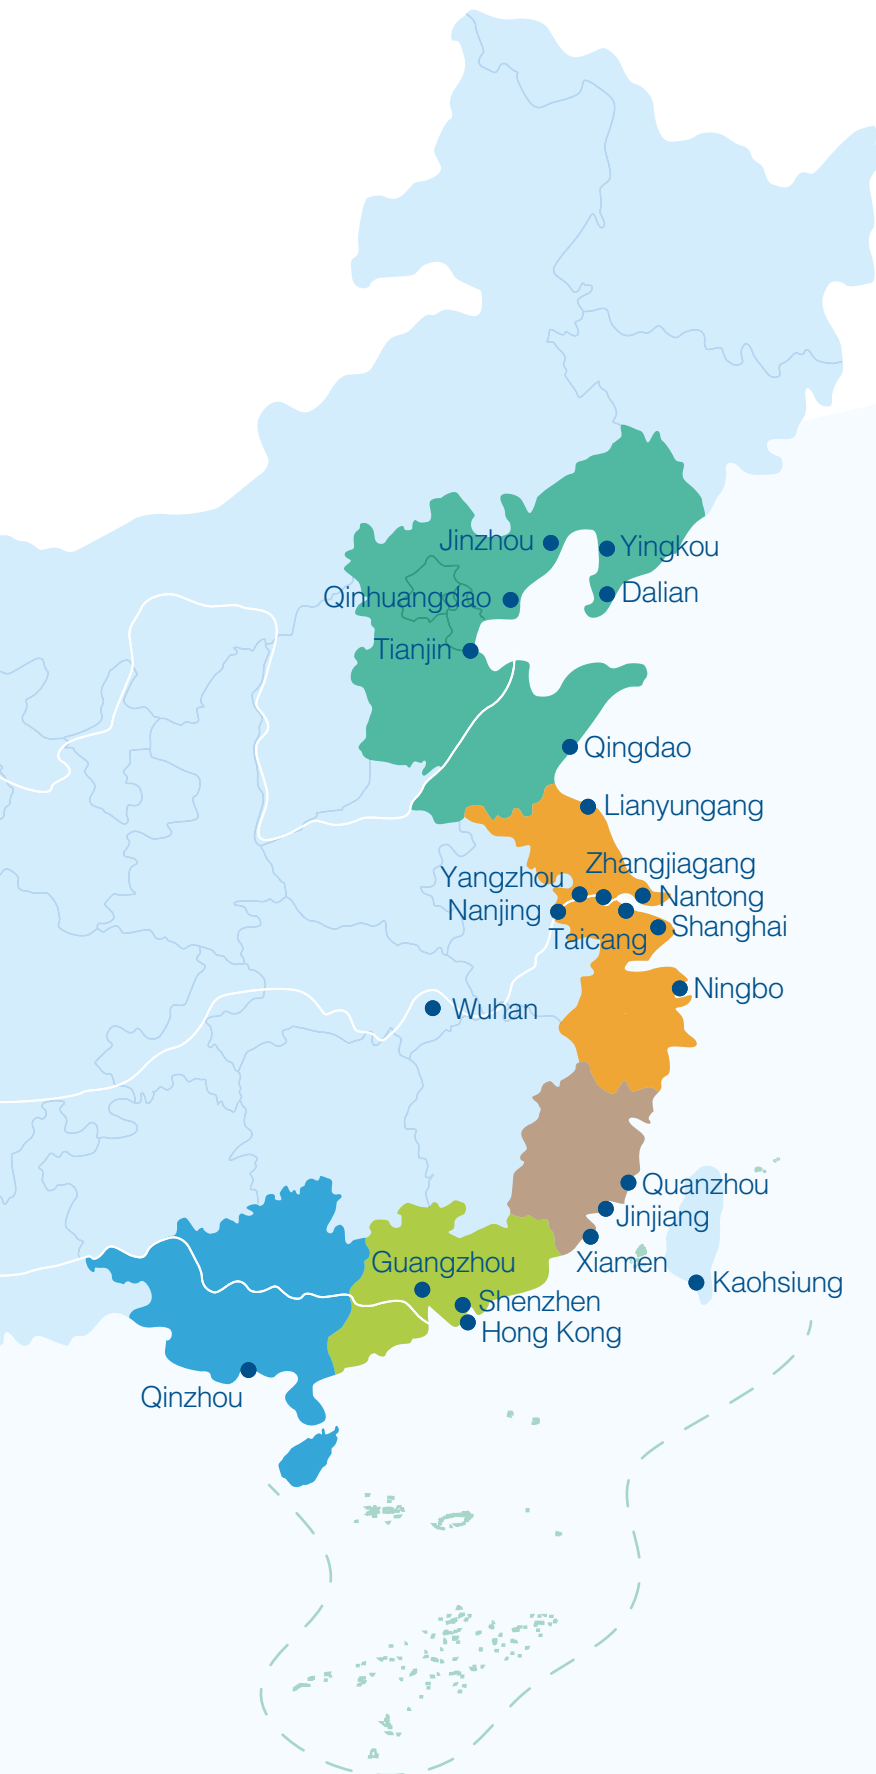 Jinzhou
Yingkou
Qinhuangdao
Dalian
Tianjin
Qingdao
Lianyungang
Zhangjiagang
Yangzhou
Nantong
Nanjing
Shanghai
Taicang
Ningbo
Wuhan
Quanzhou
Jinjiang
Xiamen
Guangzhou
Kaohsiung
Shenzhen
Hong Kong
Qinzhou